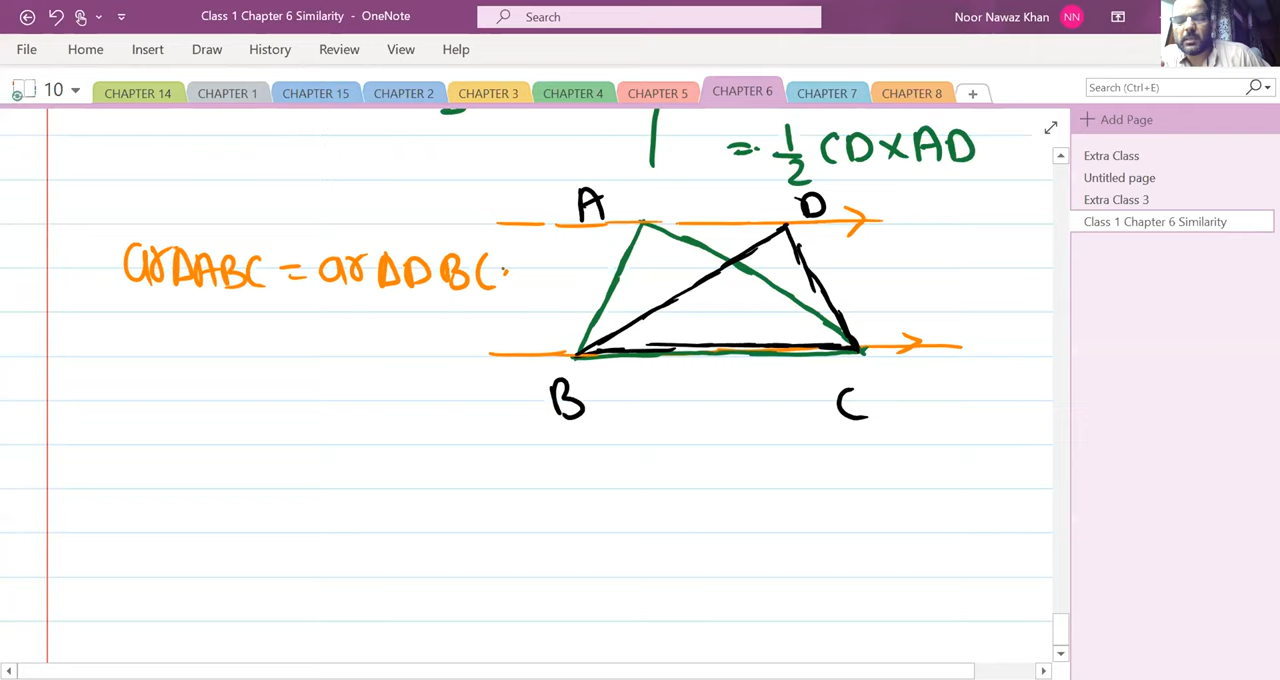 Class 1 Chapter 6 Similarity - OneNote
Search
Noor Nawaz Khan
NN
File Home Insert Draw History Review View Help
10
CHAPTER 14 CHAPTER 1 CHAPTER 15 CHAPTER 2 CHAPTER 3 CHAPTER 4 CHAPTER 5 CHAPTER 6 CHAPTER 7 CHAPTER 8
Search (Ctrl+E)
Add Page
Extra Class
Untitled page
Extra Class 3
Class 1 Chapter 6 Similarity
= 1/2 CD×AD
A D
arΔABC = arΔDBC.
B C